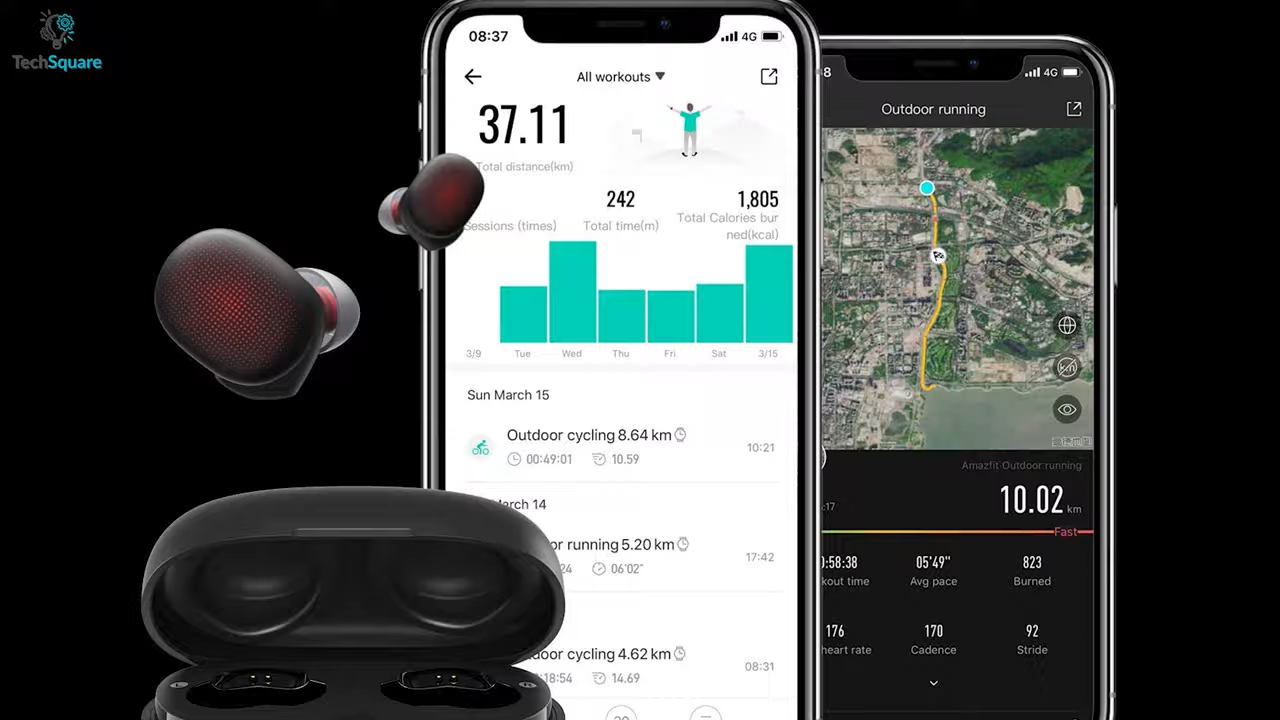 TechSquare
08:37
4G
All workouts
37.11
Total distance(km)
242
1,805
Sessions (times)
Total time(m)
Total Calories bur
ned(kcal)
3/9
Tue
Wed
Thu
Fri
Sat
3/15
Sun March 15
Outdoor cycling 8.64 km
10:21
00:49:01
10.59
March 14
or running 5.20 km
17:42
24
06'02"
door cycling 4.62 km
08:31
18:54
14.69
8
4G
Outdoor running
Amazfit Outdoor running
10.02 km
:17
Fast
0:58:38
05'49"
823
kout time
Avg pace
Burned
176
170
92
heart rate
Cadence
Stride